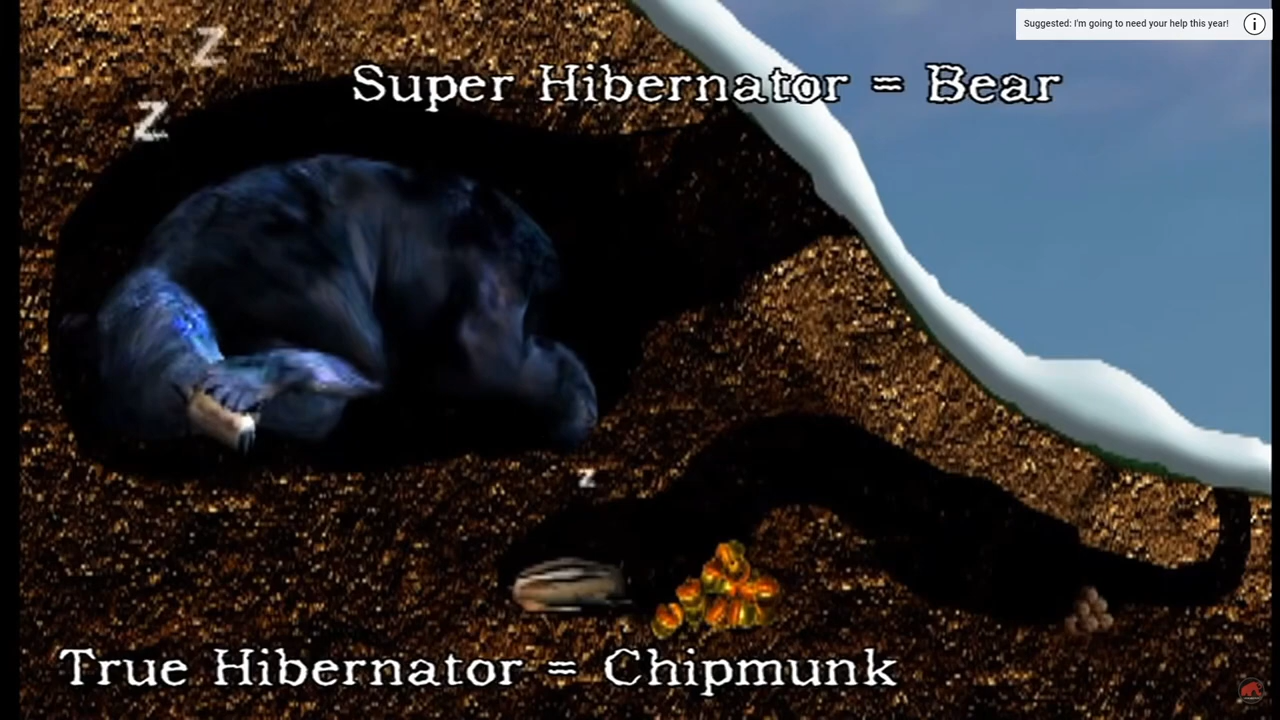 Suggested: I'm going to need your help this year!
Z
Super Hibernator = Bear
Z
z
True Hibernator = Chipmunk